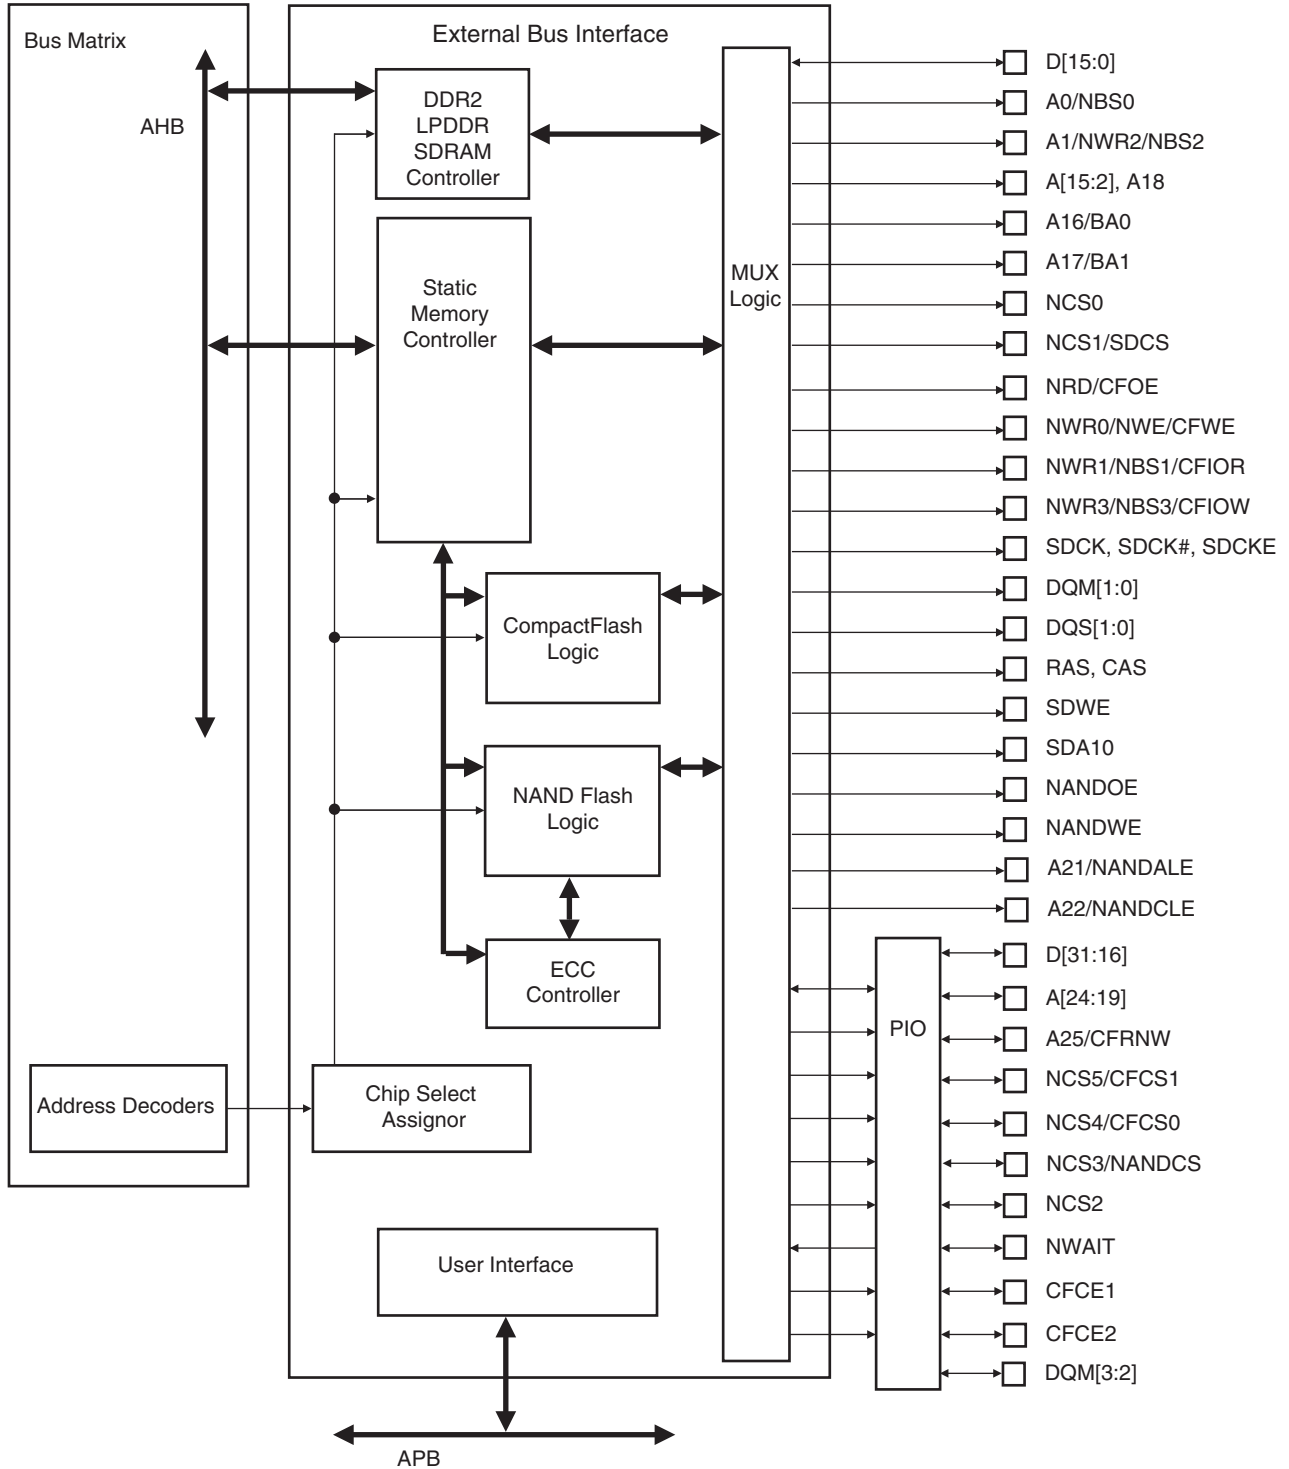 Bus Matrix
External Bus Interface
AHB
DDR2
LPDDR
SDRAM
Controller
Static
Memory
Controller
MUX
Logic
CompactFlash
Logic
NAND Flash
Logic
ECC
Controller
Address Decoders
Chip Select
Assignor
User Interface
APB
PIO
D[15:0]
A0/NBS0
A1/NWR2/NBS2
A[15:2], A18
A16/BA0
A17/BA1
NCS0
NCS1/SDCS
NRD/CFOE
NWR0/NWE/CFWE
NWR1/NBS1/CFIOR
NWR3/NBS3/CFIOW
SDCK, SDCK#, SDCKE
DQM[1:0]
DQS[1:0]
RAS, CAS
SDWE
SDA10
NANDOE
NANDWE
A21/NANDALE
A22/NANDCLE
D[31:16]
A[24:19]
A25/CFRNW
NCS5/CFCS1
NCS4/CFCS0
NCS3/NANDCS
NCS2
NWAIT
CFCE1
CFCE2
DQM[3:2]